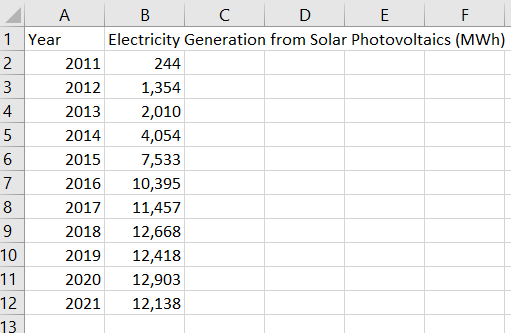 A B C D E F
1 Year Electricity Generation from Solar Photovoltaics (MWh)
2 2011 244
3 2012 1,354
4 2013 2,010
5 2014 4,054
6 2015 7,533
7 2016 10,395
8 2017 11,457
9 2018 12,668
10 2019 12,418
11 2020 12,903
12 2021 12,138
13